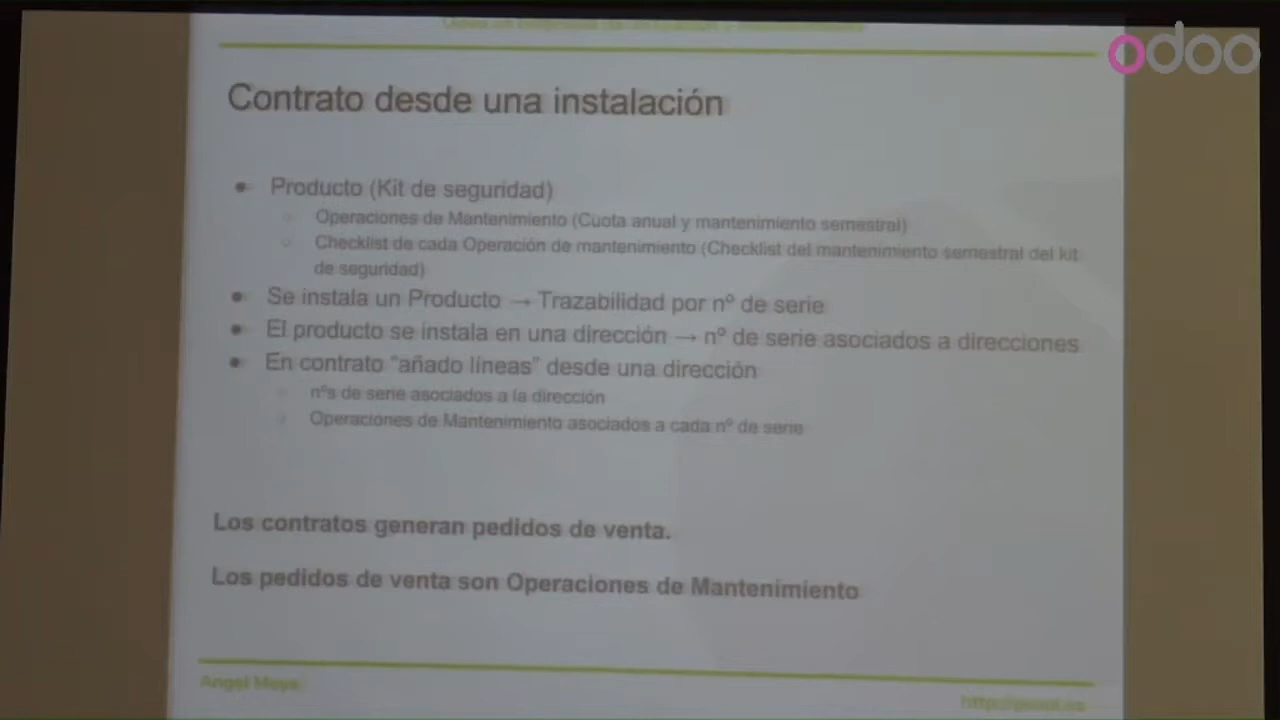 odoo
Contrato desde una instalación
Producto (Kit de seguridad)
Operaciones de Mantenimiento (Cuota anual y mantenimiento semestral)
Checklist de cada Operación de mantenimiento (Checklist del mantenimiento semestral del kit
de seguridad)
Se instala un Producto → Trazabilidad por nº de serie
El producto se instala en una dirección → nº de serie asociados a direcciones
En contrato "añado líneas" desde una dirección
nºs de serie asociados a la dirección
Operaciones de Mantenimiento asociados a cada nº de serie
Los contratos generan pedidos de venta.
Los pedidos de venta son Operaciones de Mantenimiento
Angel Moya